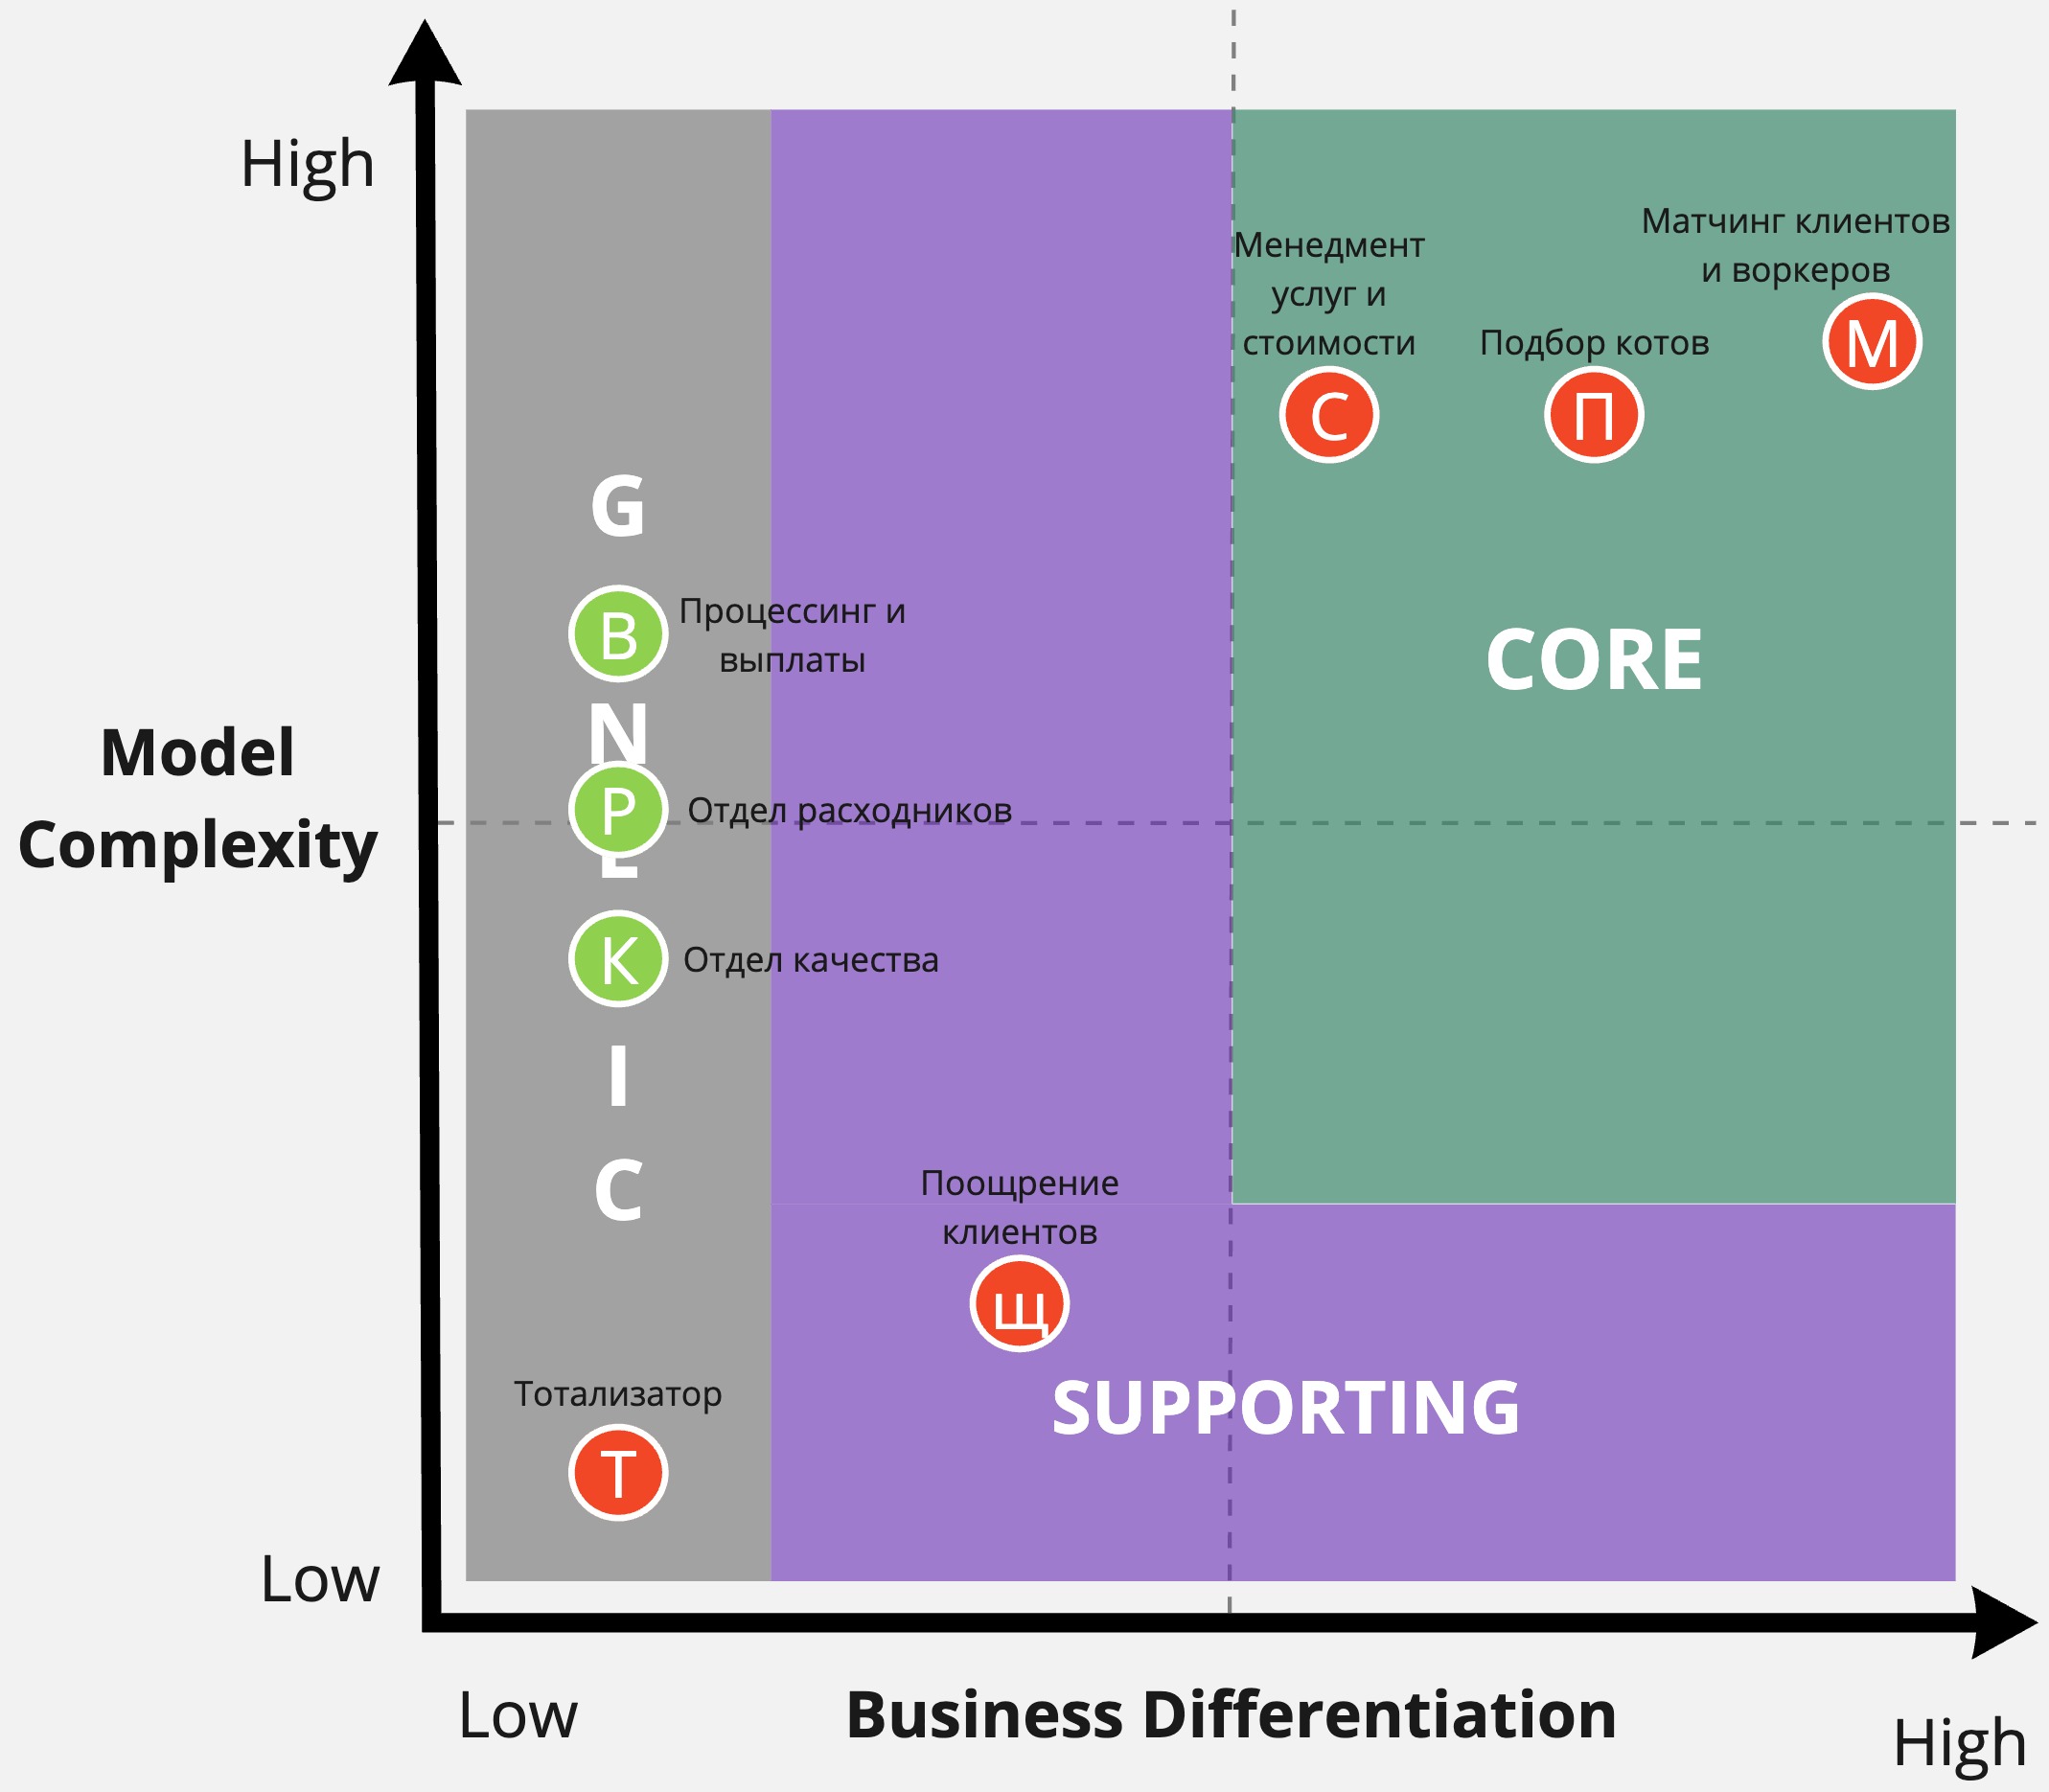 High
Менедмент
услуг и
стоимости
Подбор котов
Матчинг клиентов
и воркеров
С
П
М
G
В
Процессинг и
выплаты
N
Р
Отдел расходников
E
К
Отдел качества
I
C
CORE
Model
Complexity
Поощрение
клиентов
щ
SUPPORTING
Тотализатор
Т
Low
Low
Business Differentiation
High